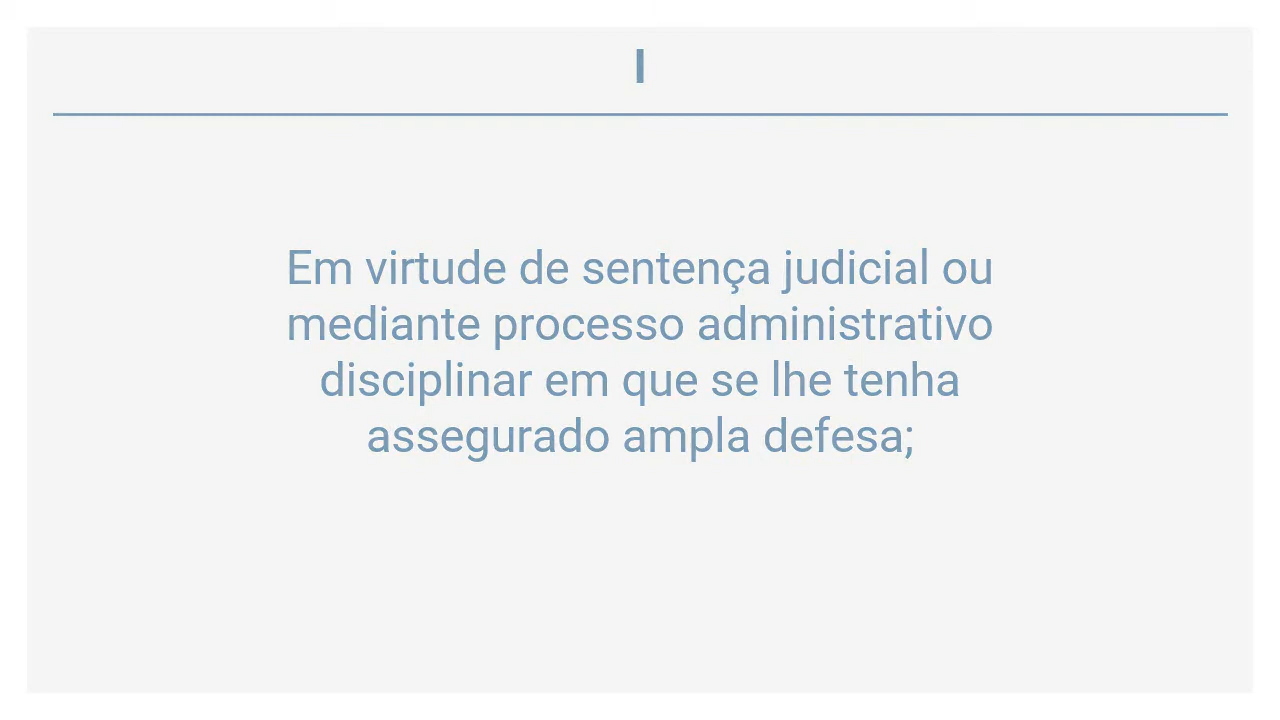 I
Em virtude de sentença judicial ou
mediante processo administrativo
disciplinar em que se lhe tenha
assegurado ampla defesa;